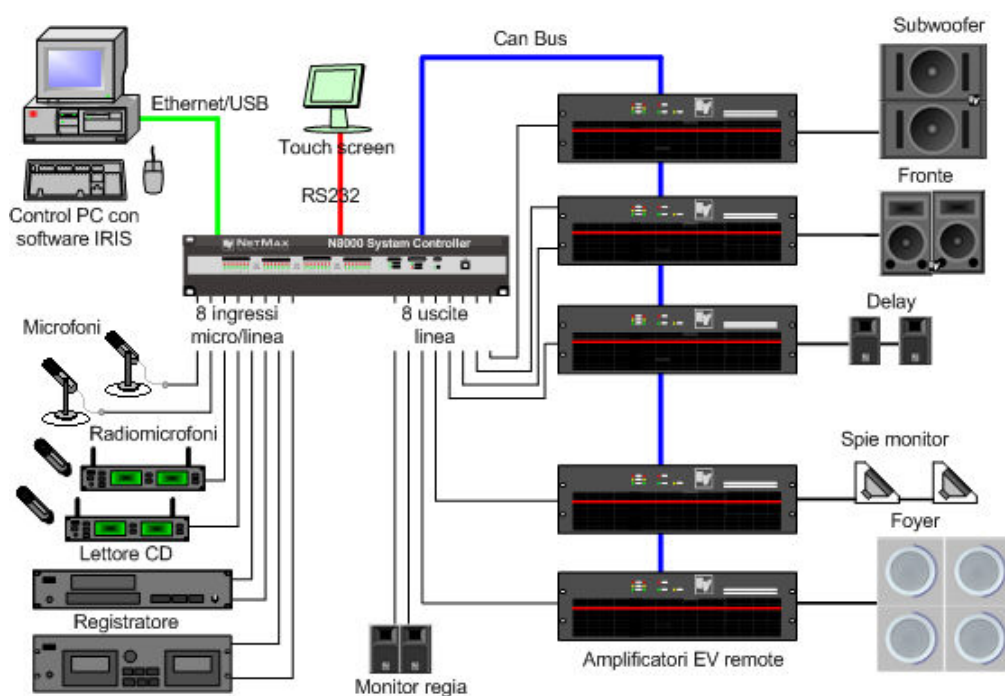 Subwoofer
Can Bus
Ethernet/USB
Touch screen
Fronte
RS232
Control PC con
software IRIS
NETMAX
N8000 System Controller
8 ingressi
micro/linea
8 uscite
linea
Delay
Microfoni
Radiomicrofoni
Spie monitor
Foyer
Lettore CD
Registratore
Amplificatori EV remote
Monitor regia